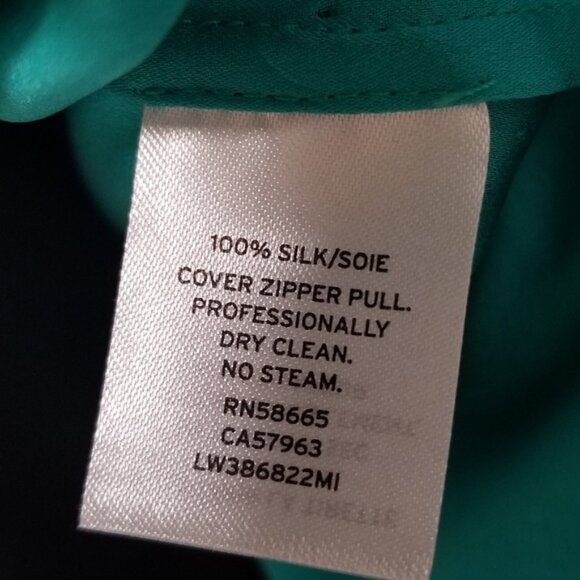 100% SILK/SOIE
COVER ZIPPER PULL.
PROFESSIONALLY
DRY CLEAN.
NO STEAM.
RN58665
CA57963
LW386822MI